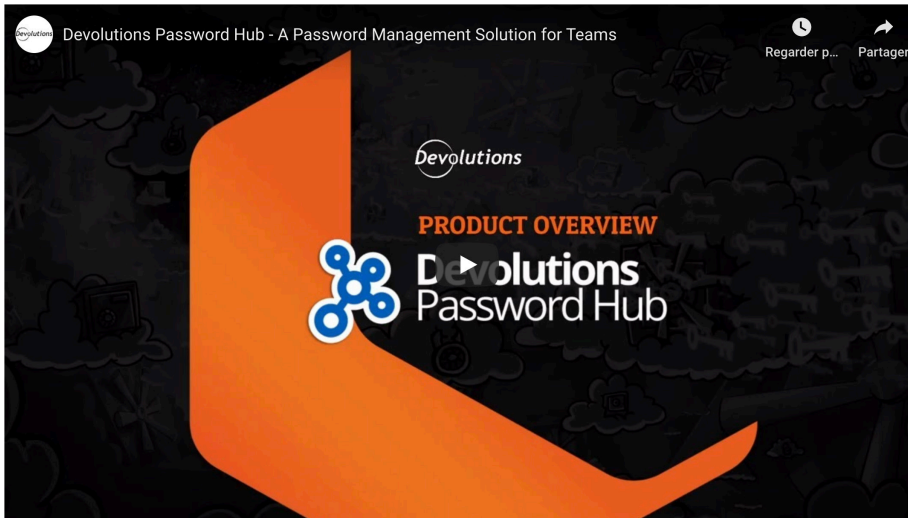 Devolutions
Devolutions Password Hub - A Password Management Solution for Teams
Regarder p...
Partager
Devolutions
PRODUCT OVERVIEW
Devolutions
Password Hub